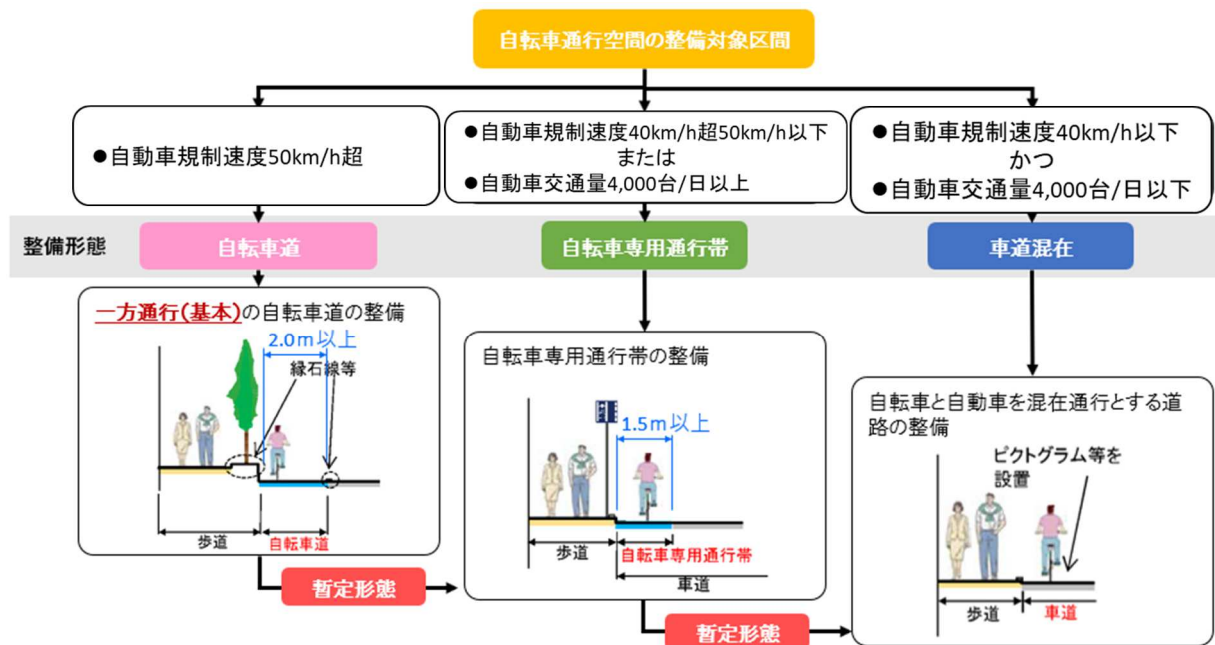 自転車通行空間の整備対象区間
●自動車規制速度50km/h超
●自動車規制速度40km/h超50km/h以下
または
●自動車交通量4,000台/日以上
●自動車規制速度40km/h以下
かつ
●自動車交通量4,000台/日以下
整備形態
自転車道
自転車専用通行帯
車道混在
一方通行(基本)の自転車道の整備
2.0m以上
縁石線等
歩道
自転車道
暫定形態
自転車専用通行帯の整備
1.5m以上
歩道
自転車専用通行帯
車道
暫定形態
自転車と自動車を混在通行とする道
路の整備
ピクトグラム等を
設置
歩道
車道